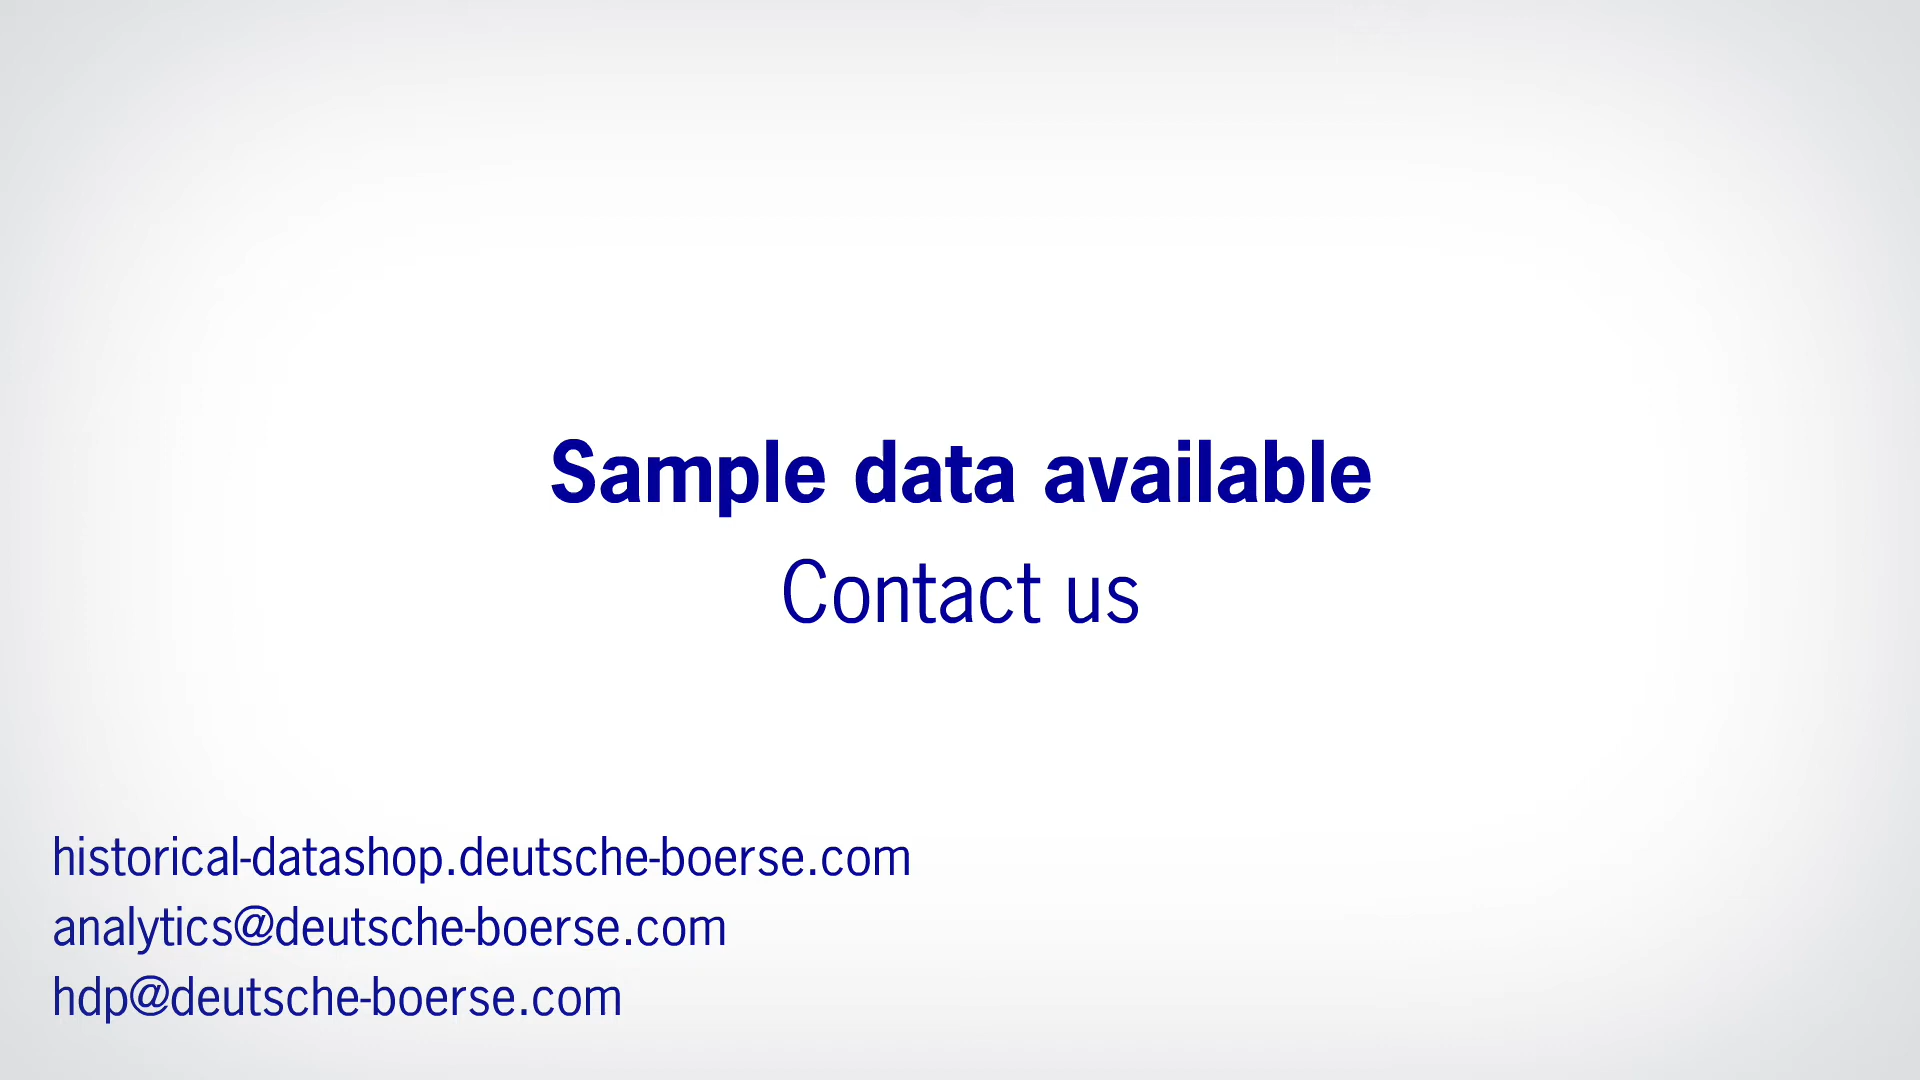 Sample data available
Contact us
historical-datashop.deutsche-boerse.com
analytics@deutsche-boerse.com
hdp@deutsche-boerse.com